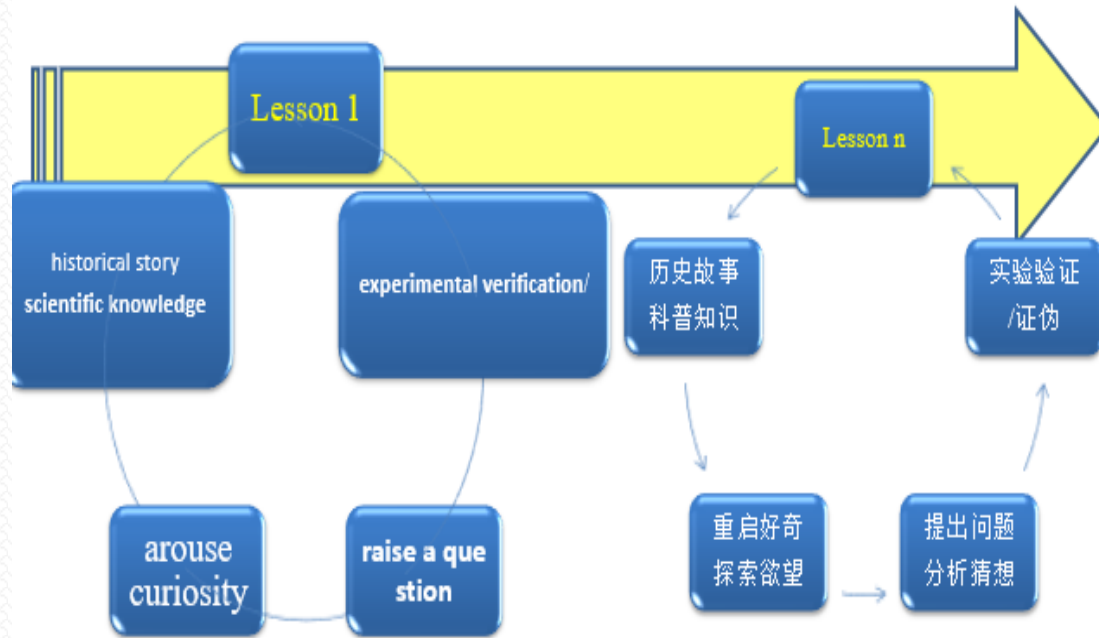 Lesson 1
Lesson n
historical story
scientific knowledge
experimental verification/
历史故事
科普知识
实验验证
/证伪
arouse
curiosity
raise a que
stion
重启好奇
探索欲望
提出问题
分析猜想